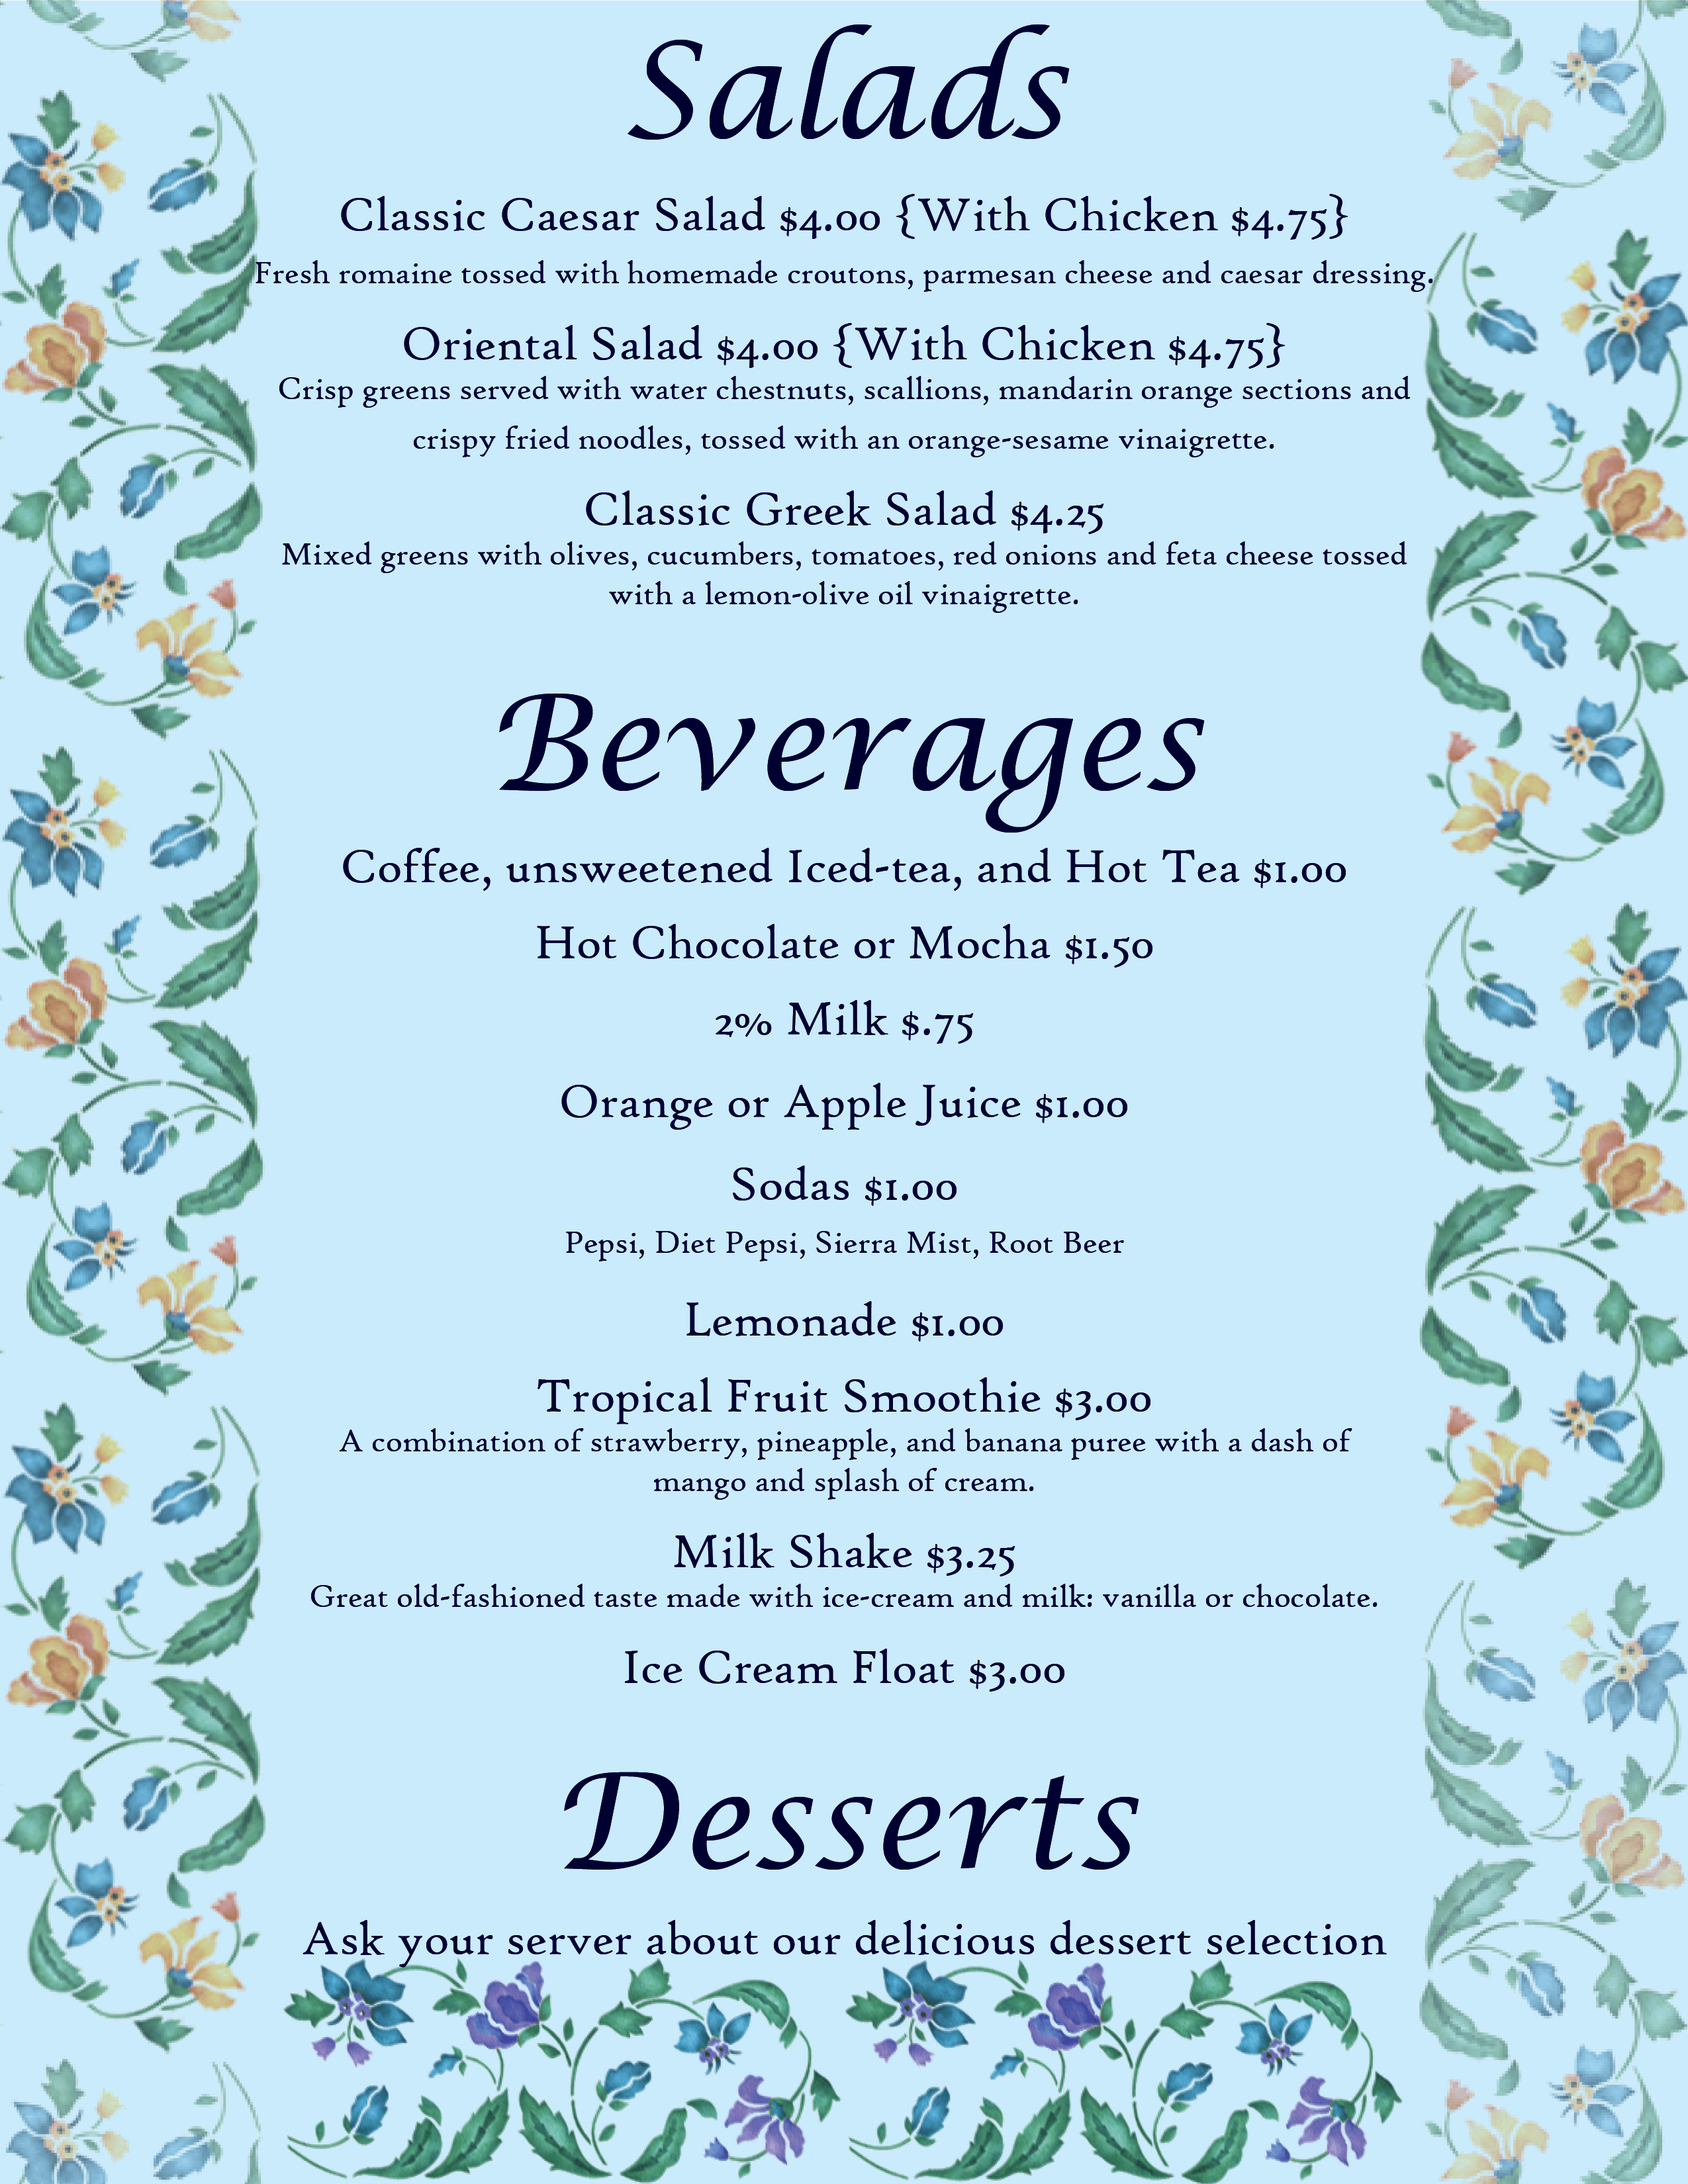 Salads
Classic Caesar Salad $4.00 {With Chicken $4.75}
Fresh romaine tossed with homemade croutons, parmesan cheese and caesar dressing.
Oriental Salad $4.00 {With Chicken $4.75}
Crisp greens served with water chestnuts, scallions, mandarin orange sections and
crispy fried noodles, tossed with an orange-sesame vinaigrette.
Classic Greek Salad $4.25
Mixed greens with olives, cucumbers, tomatoes, red onions and feta cheese tossed
with a lemon-olive oil vinaigrette.
Beverages
Coffee, unsweetened Iced-tea, and Hot Tea $1.00
Hot Chocolate or Mocha $1.50
2% Milk $.75
Orange or Apple Juice $1.00
Sodas $1.00
Pepsi, Diet Pepsi, Sierra Mist, Root Beer
Lemonade $1.00
Tropical Fruit Smoothie $3.00
A combination of strawberry, pineapple, and banana puree with a dash of
mango and splash of cream.
Milk Shake $3.25
Great old-fashioned taste made with ice-cream and milk: vanilla or chocolate.
Ice Cream Float $3.00
Desserts
Ask your server about our delicious dessert selection